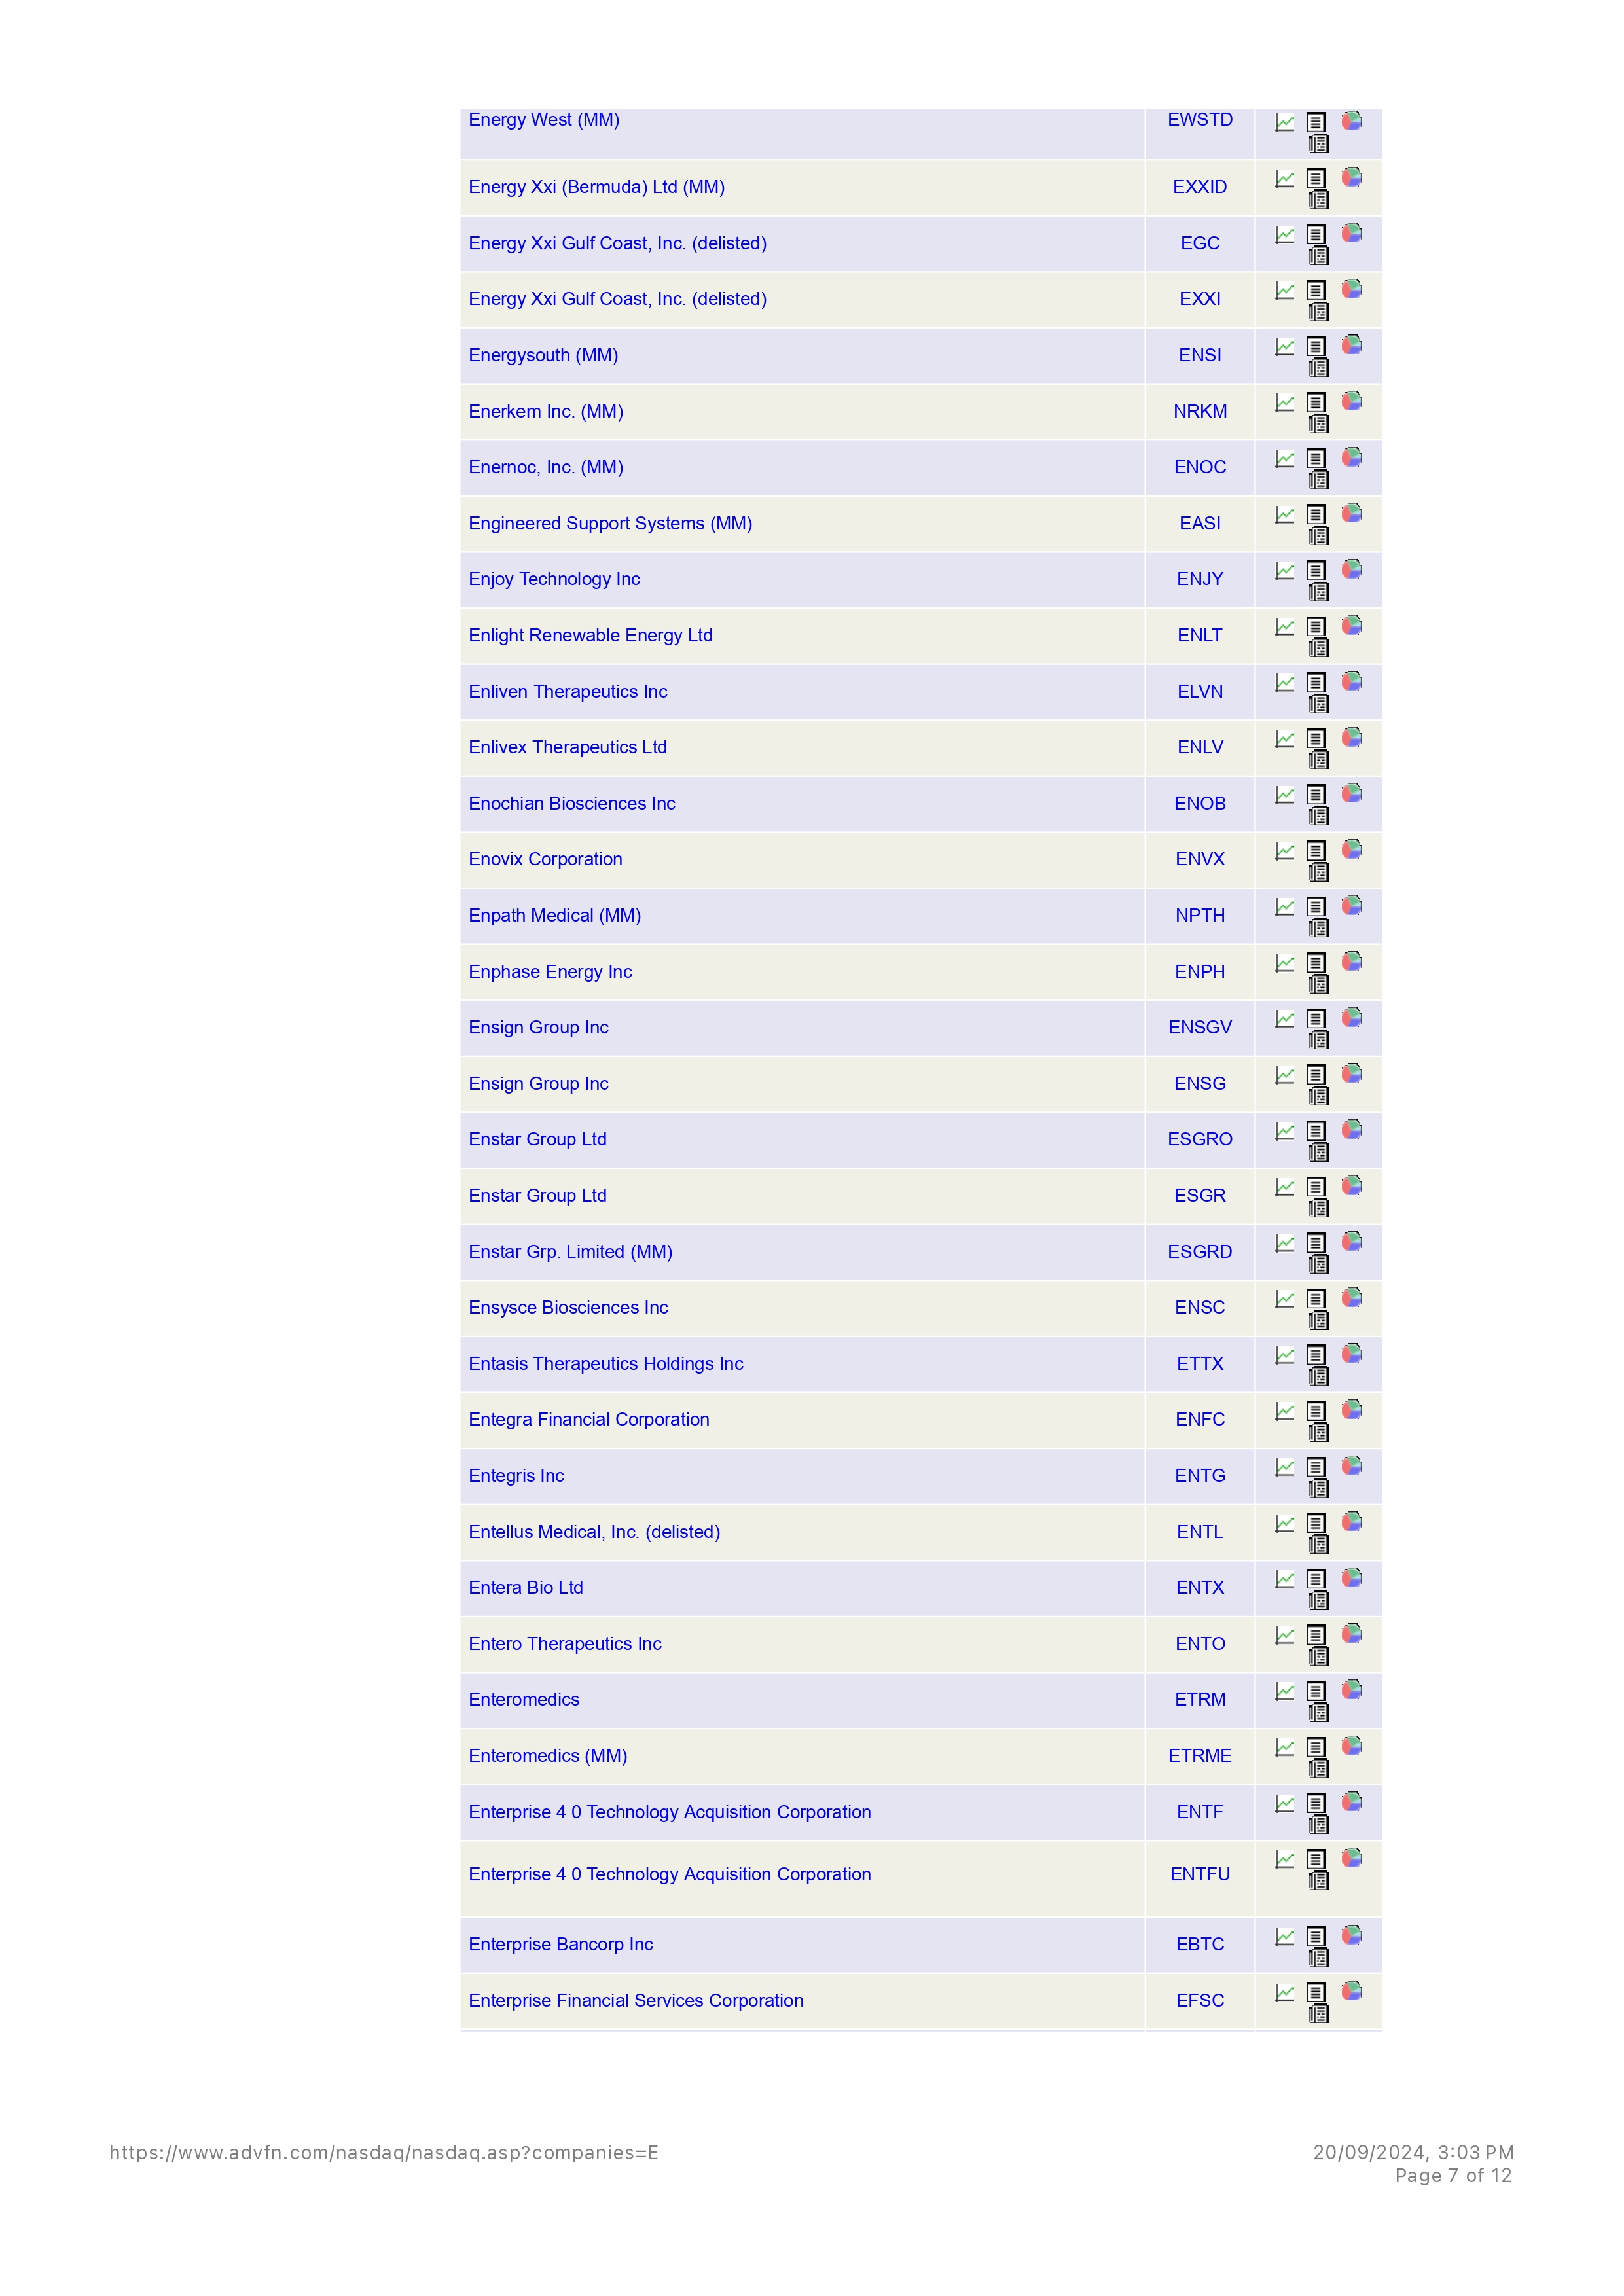 Energy West (MM) EWSTD
Energy Xxi (Bermuda) Ltd (MM) EXXID
Energy Xxi Gulf Coast, Inc. (delisted) EGC
Energy Xxi Gulf Coast, Inc. (delisted) EXXI
Energysouth (MM) ENSI
Enerkem Inc. (MM) NRKM
Enernoc, Inc. (MM) ENOC
Engineered Support Systems (MM) EASI
Enjoy Technology Inc ENJY
Enlight Renewable Energy Ltd ENLT
Enliven Therapeutics Inc ELVN
Enlivex Therapeutics Ltd ENLV
Enochian Biosciences Inc ENOB
Enovix Corporation ENVX
Enpath Medical (MM) NPTH
Enphase Energy Inc ENPH
Ensign Group Inc ENSGV
Ensign Group Inc ENSG
Enstar Group Ltd ESGRO
Enstar Group Ltd ESGR
Enstar Grp. Limited (MM) ESGRD
Ensysce Biosciences Inc ENSC
Entasis Therapeutics Holdings Inc ETTX
Entegra Financial Corporation ENFC
Entegris Inc ENTG
Entellus Medical, Inc. (delisted) ENTL
Entera Bio Ltd ENTX
Entero Therapeutics Inc ENTO
Enteromedics ETRM
Enteromedics (MM) ETRME
Enterprise 4 0 Technology Acquisition Corporation ENTF
Enterprise 4 0 Technology Acquisition Corporation ENTFU
Enterprise Bancorp Inc EBTC
Enterprise Financial Services Corporation EFSC
https://www.advfn.com/nasdaq/nasdaq.asp?companies=E 20/09/2024, 3:03 PM
Page 7 of 12